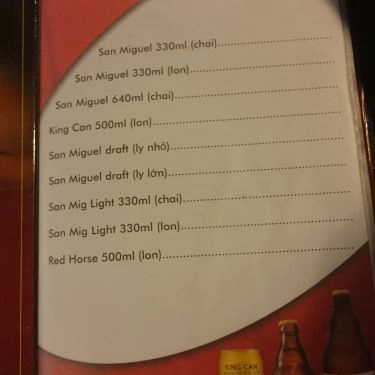 San Miguel 330ml (chai)..............................
San Miguel 330ml (lon)....................................
San Miguel 640ml (chai).......................................
King Can 500ml (lon)..............................................
San Miguel draft (ly nhỏ)...........................................
San Miguel draft (ly lớn)............................................
San Mig Light 330ml (chai)..........................................
San Mig Light 330ml (lon)...........................................
Red Horse 500ml (lon)................................................
KING CAN